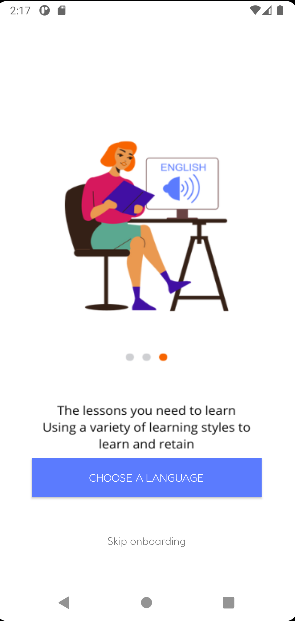 2:17
ENGLISH
The lessons you need to learn
Using a variety of learning styles to
learn and retain
CHOOSE A LANGUAGE
Skip onboarding